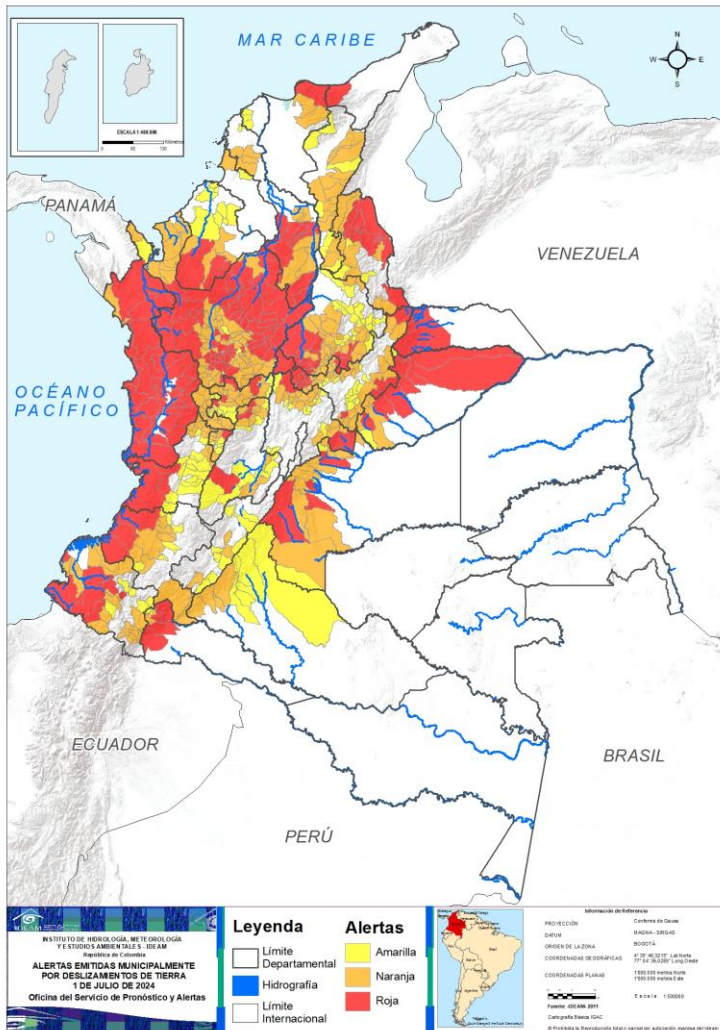 MAR CARIBE
N
W E
S
ESCALA 1:400.000
PANAMÁ
VENEZUELA
OCÉANO
PACÍFICO
ECUADOR
BRASIL
PERÚ
IDEAM
INSTITUTO DE HIDROLOGÍA, METEOROLOGÍA
Y ESTUDIOS AMBIENTALES - IDEAM
República de Colombia
ALERTAS EMITIDAS MUNICIPALMENTE
POR DESLIZAMIENTOS DE TIERRA
1 DE JULIO DE 2024
Oficina del Servicio de Pronóstico y Alertas
Leyenda
Límite
Departamental
Hidrografía
Límite
Internacional
Alertas
Amarilla
Naranja
Roja
Información de Referencia
PROYECCIÓN Conforme de Gauss
DATUM MAGNA - SIRGAS
ORIGEN DE LA ZONA BOGOTÁ
COORDENADAS GEOGRÁFICAS
COORDENADAS PLANAS
Fuente: IDEAM- 2011
Cartografía Básica IGAC